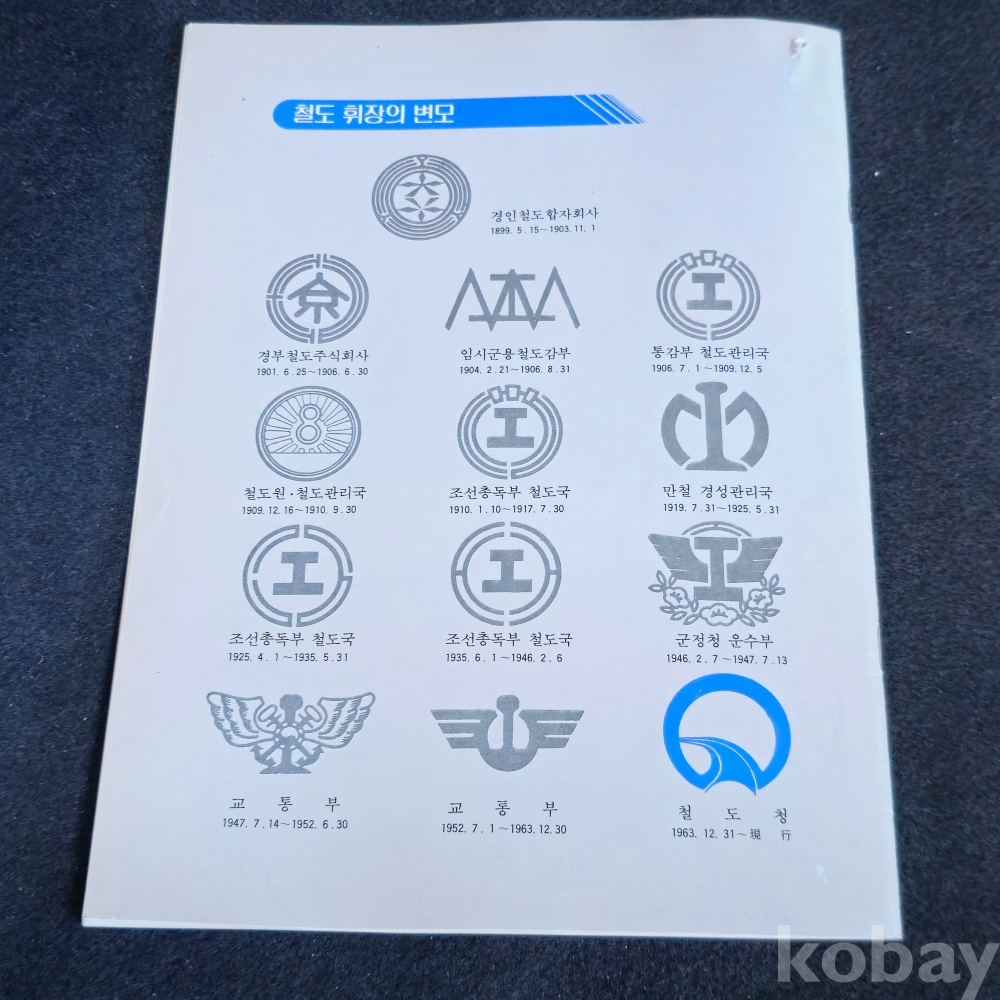 철도 휘장의 변모
경인철도합자회사
1899. 5. 15~1903. 11. 1
경부철도주식회사
1901. 6. 25~1906. 6. 30
임시군용철도감부
1904. 2. 21~1906. 8. 31
통감부 철도관리국
1906. 7. 1~1909. 12. 5
철도원·철도관리국
1909. 12. 16~1910. 9. 30
조선총독부 철도국
1910. 1. 10~1917. 7. 30
만철 경성관리국
1919. 7. 31~1925. 5. 31
조선총독부 철도국
1925. 4. 1~1935. 5. 31
조선총독부 철도국
1935. 6. 1~1946. 2. 6
군정청 운수부
1946. 2. 7~1947. 7. 13
교 통 부
1947. 7. 14~1952. 6. 30
교 통 부
1952. 7. 1~1963. 12. 30
철 도 청
1963. 12. 31~現 行
kobay